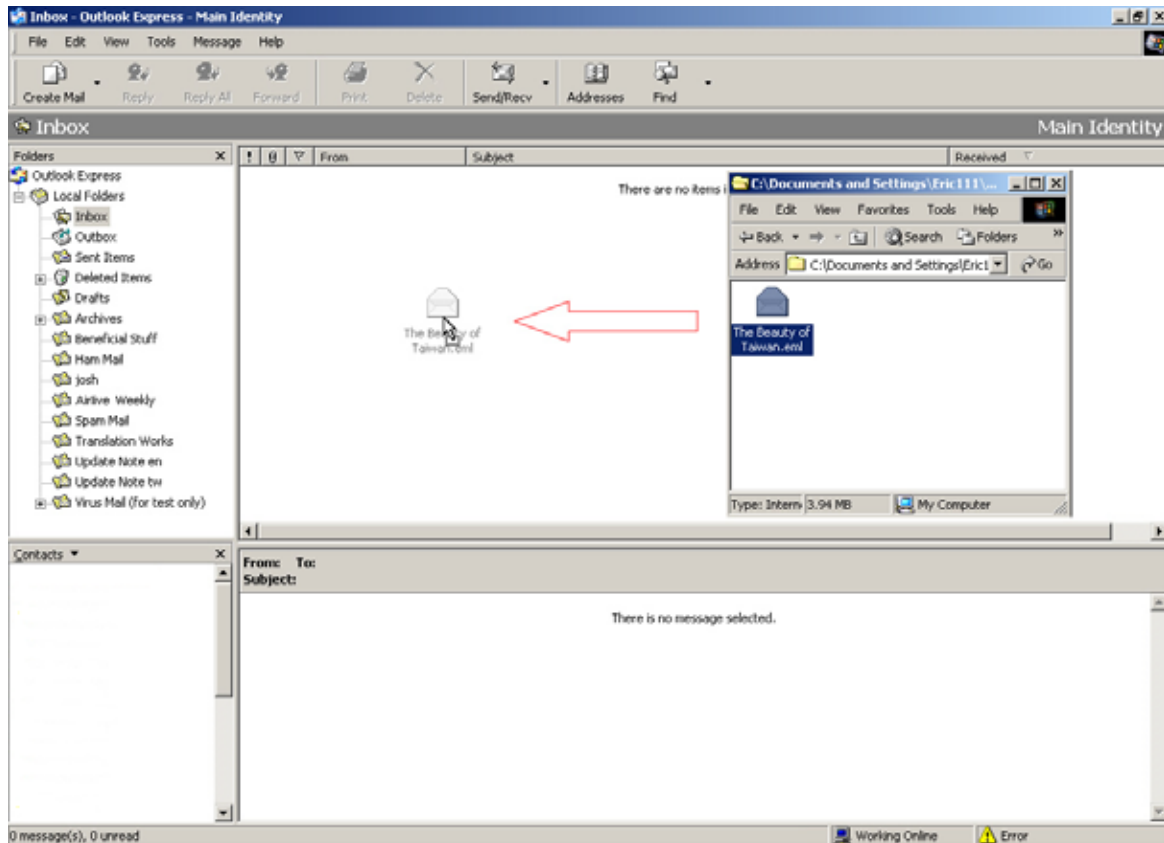 Inbox - Outlook Express - Main Identity
File Edit View Tools Message Help
Create Mail Reply Reply All Forward Print Delete Send/Recv Addresses Find
Inbox Main Identity
Folders
! From Subject Received
Outlook Express
Local Folders
Inbox
Outbox
Sent Items
Deleted Items
Drafts
Archives
Beneficial Stuff
Ham Mail
josh
Airlive Weekly
Spam Mail
Translation Works
Update Note en
Update Note tw
Virus Mail (for test only)
There are no items i
The Beauty of
Taiwan.eml
C:\Documents and Settings\Eric111\...
File Edit View Favorites Tools Help
Back Search Folders »
Address C:\Documents and Settings\Eric1 Go
The Beauty of
Taiwan.eml
Type: Intern 3.94 MB My Computer
Contacts
From: To:
Subject:
There is no message selected.
0 message(s), 0 unread Working Online Error